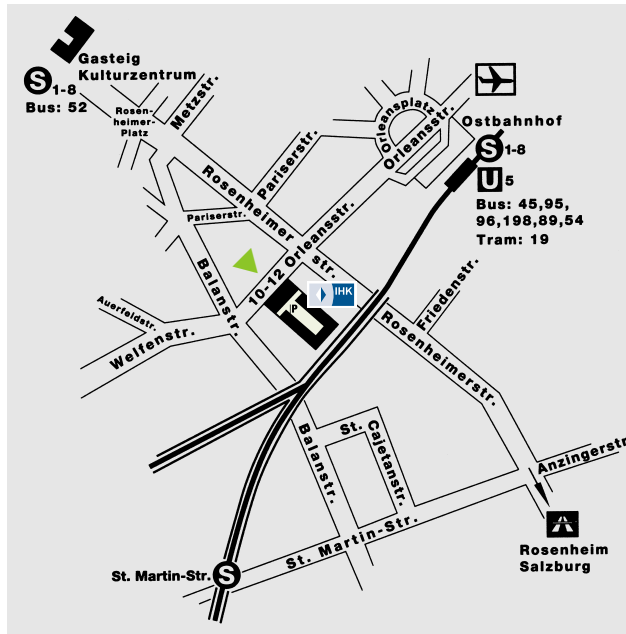 Gasteig
Kulturzentrum
S 1-8
Bus: 52
Rosen-
heimer-
Platz
Metzstr.
Pariserstr.
Orleansplatz
Orleansstr.
Ostbahnhof
S 1-8
U 5
Bus: 45,95,
96,198,89,54
Tram: 19
Rosenheimer
str.
Pariserstr.
10-12 Orleansstr.
Balanstr.
IHK
P
Auerfeldstr.
Welfenstr.
Friedenstr.
Rosenheimerstr.
Balanstr.
St.
Cajetanstr.
Anzingerstr
St. Martin-Str.
Rosenheim
Salzburg
St. Martin-Str. S